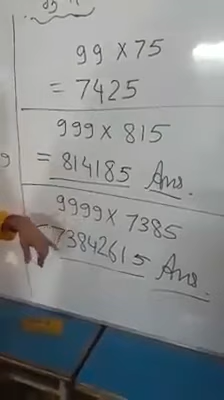 99 × 75
= 7425
999 × 815
= 814185 Ans.
9999 × 7385
73842615 Ans.